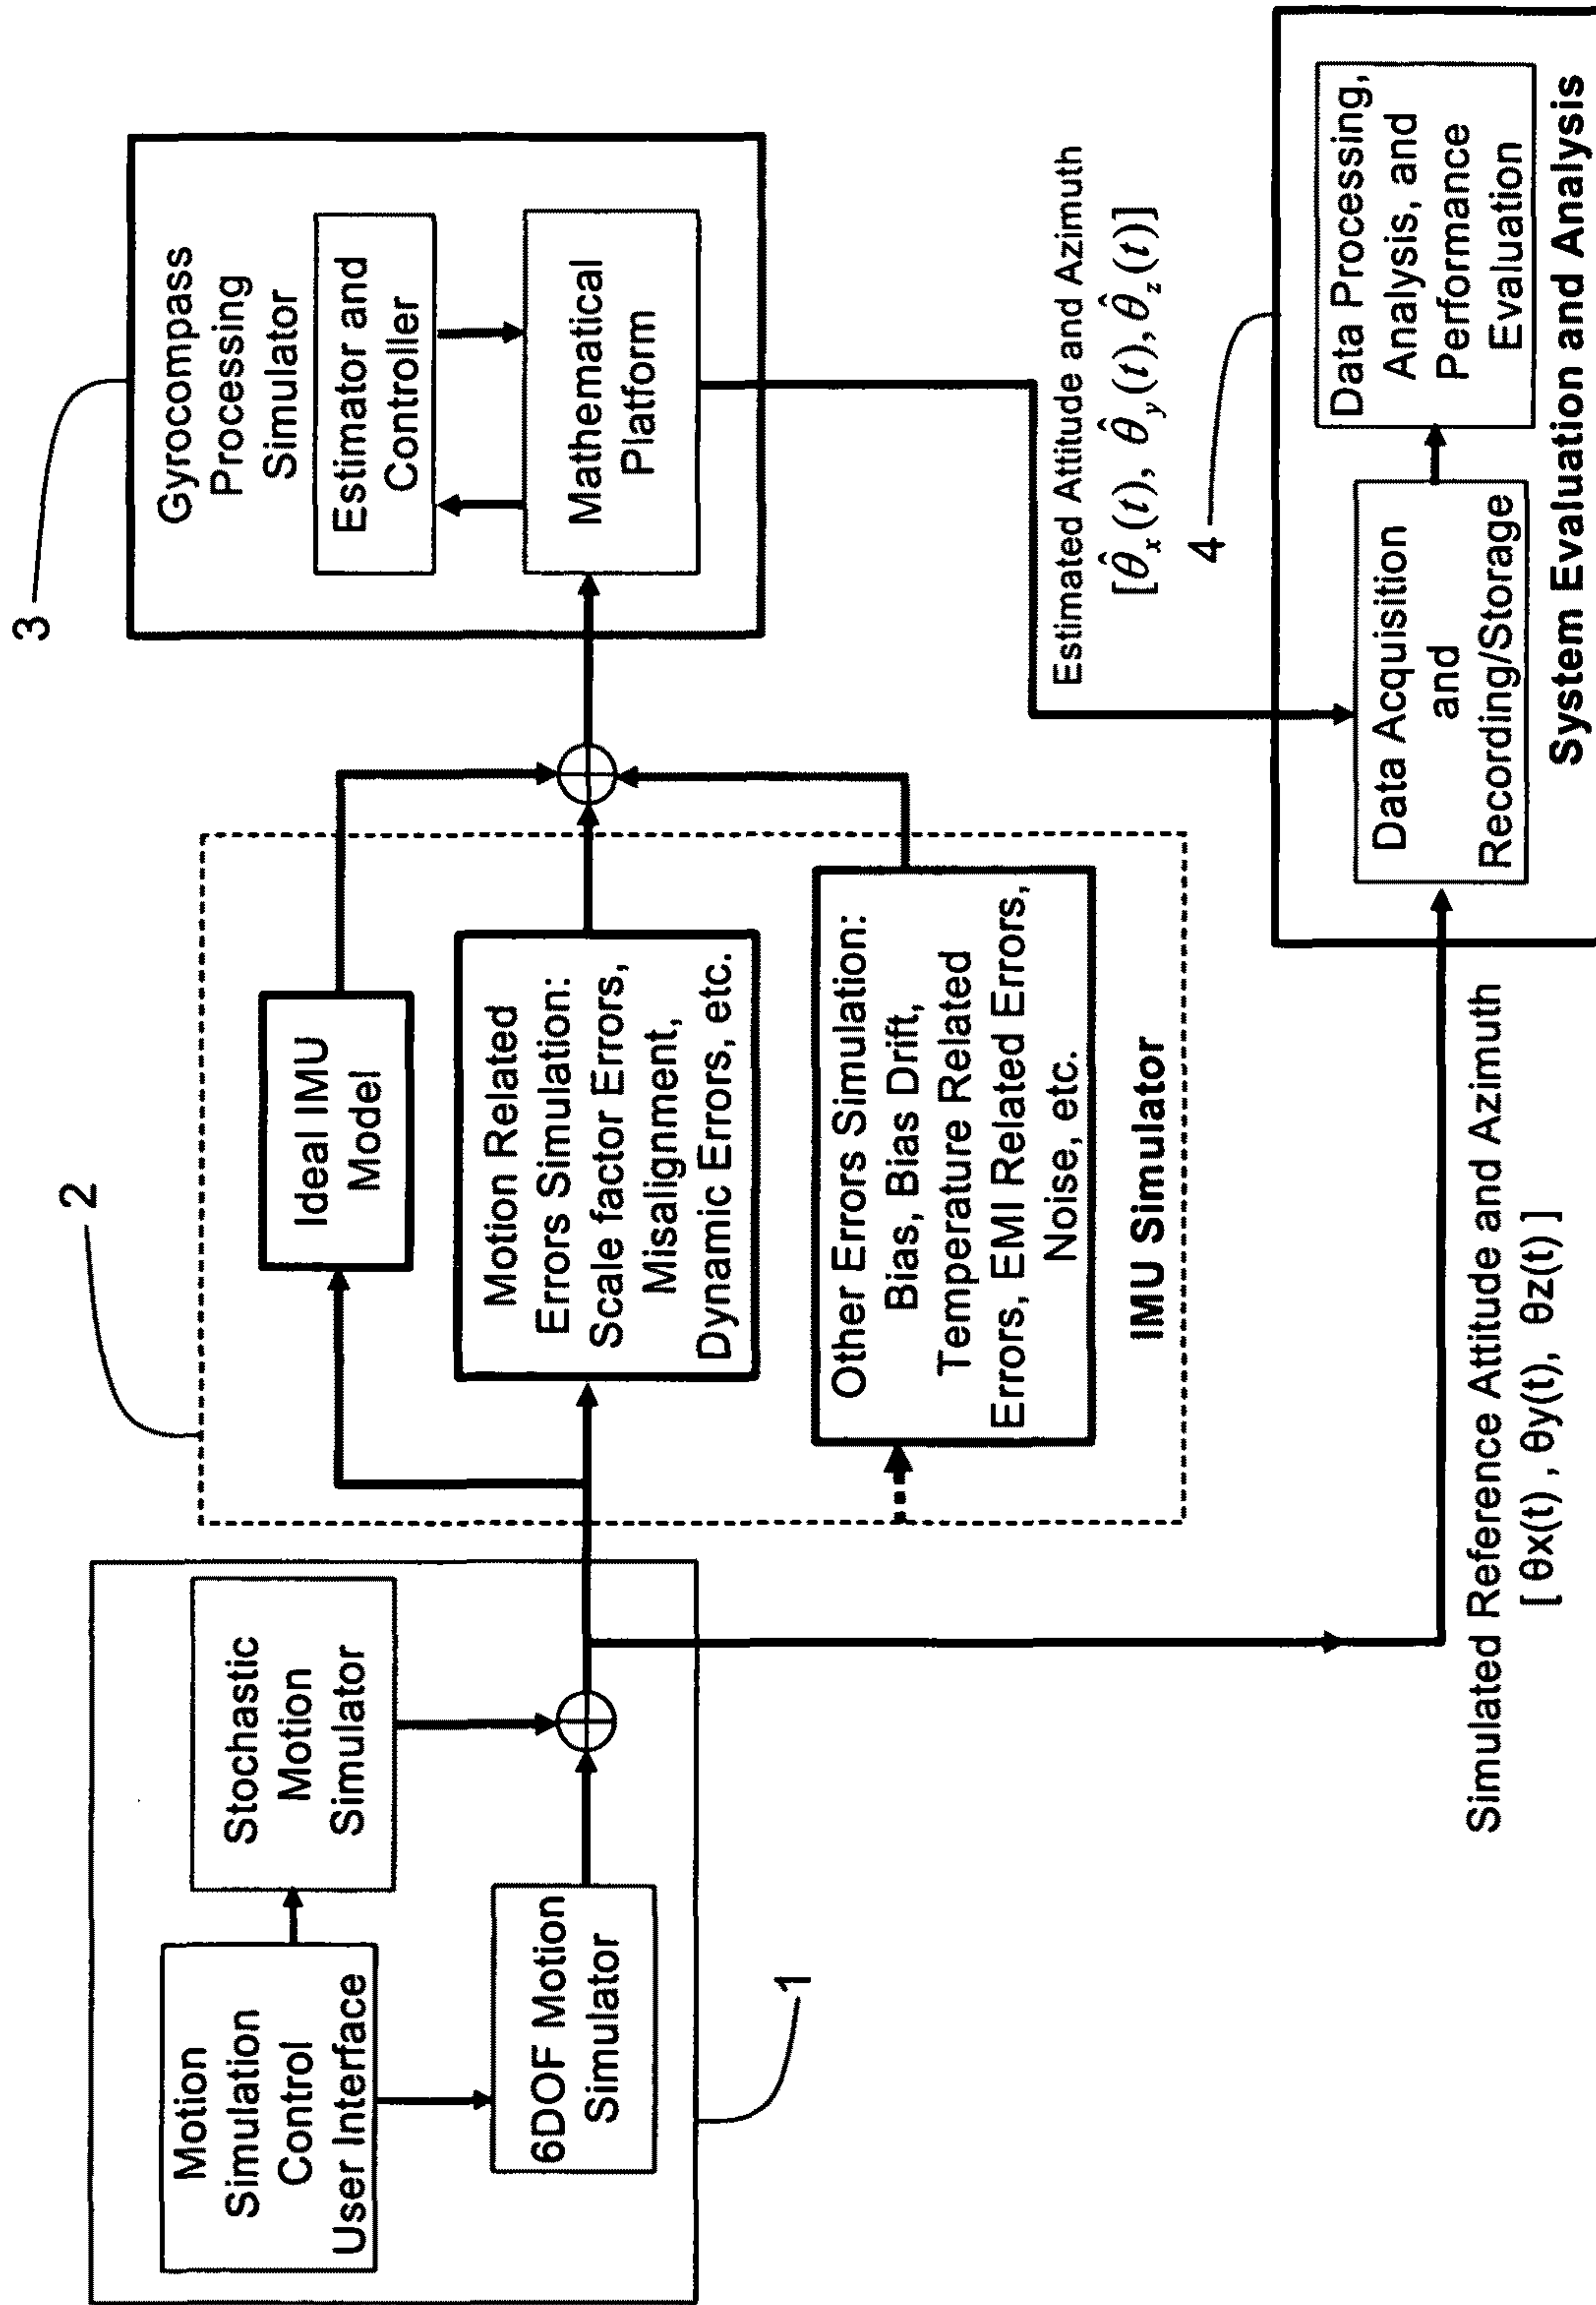 1
Motion
Simulation
Control
User Interface
Stochastic
Motion
Simulator
6DOF Motion
Simulator
2
Ideal IMU
Model
Motion Related
Errors Simulation:
Scale factor Errors,
Misalignment,
Dynamic Errors, etc.
Other Errors Simulation:
Bias, Bias Drift,
Temperature Related
Errors, EMI Related Errors,
Noise, etc.
IMU Simulator
3
Gyrocompass
Processing
Simulator
Estimator and
Controller
Mathematical
Platform
Estimated Attitude and Azimuth
[θ̂x(t), θ̂y(t), θ̂z(t)]
Simulated Reference Attitude and Azimuth
[ θx(t) , θy(t), θz(t) ]
4
Data Acquisition
and
Recording/Storage
Data Processing,
Analysis, and
Performance
Evaluation
System Evaluation and Analysis